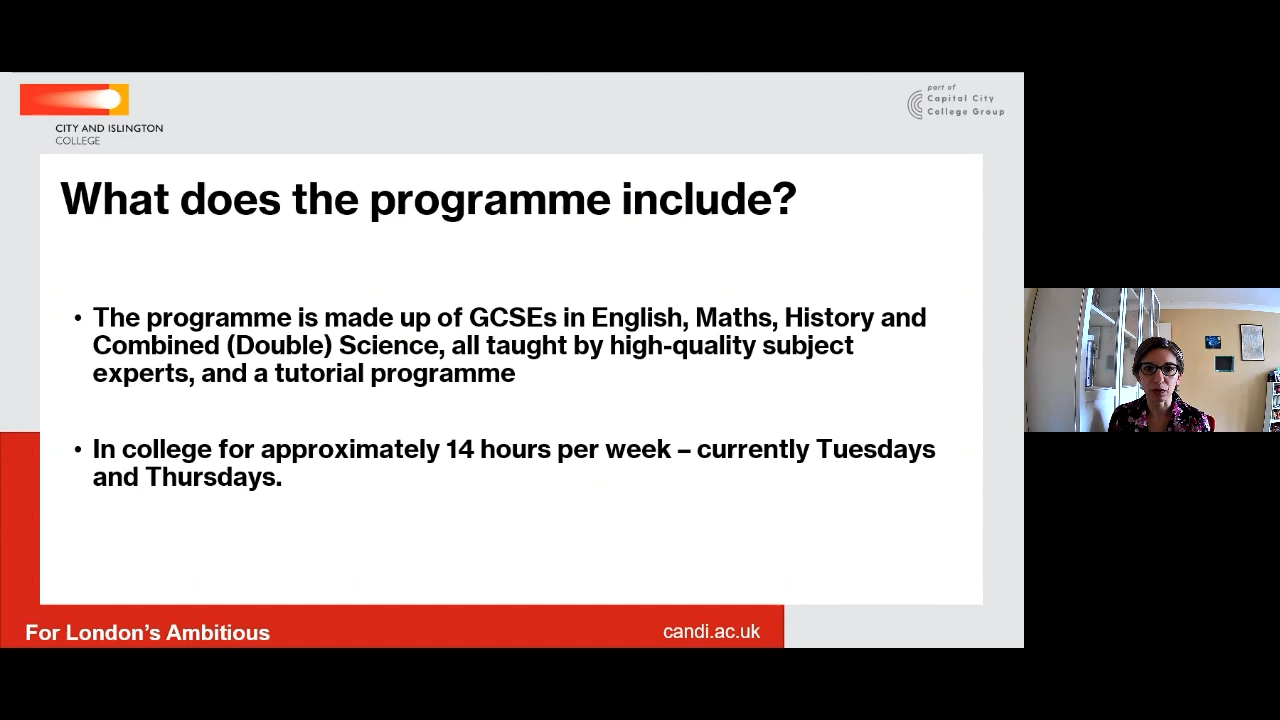 CITY AND ISLINGTON
COLLEGE
part of
Capital City
College Group
What does the programme include?
• The programme is made up of GCSEs in English, Maths, History and
Combined (Double) Science, all taught by high-quality subject
experts, and a tutorial programme
• In college for approximately 14 hours per week – currently Tuesdays
and Thursdays.
For London’s Ambitious
candi.ac.uk